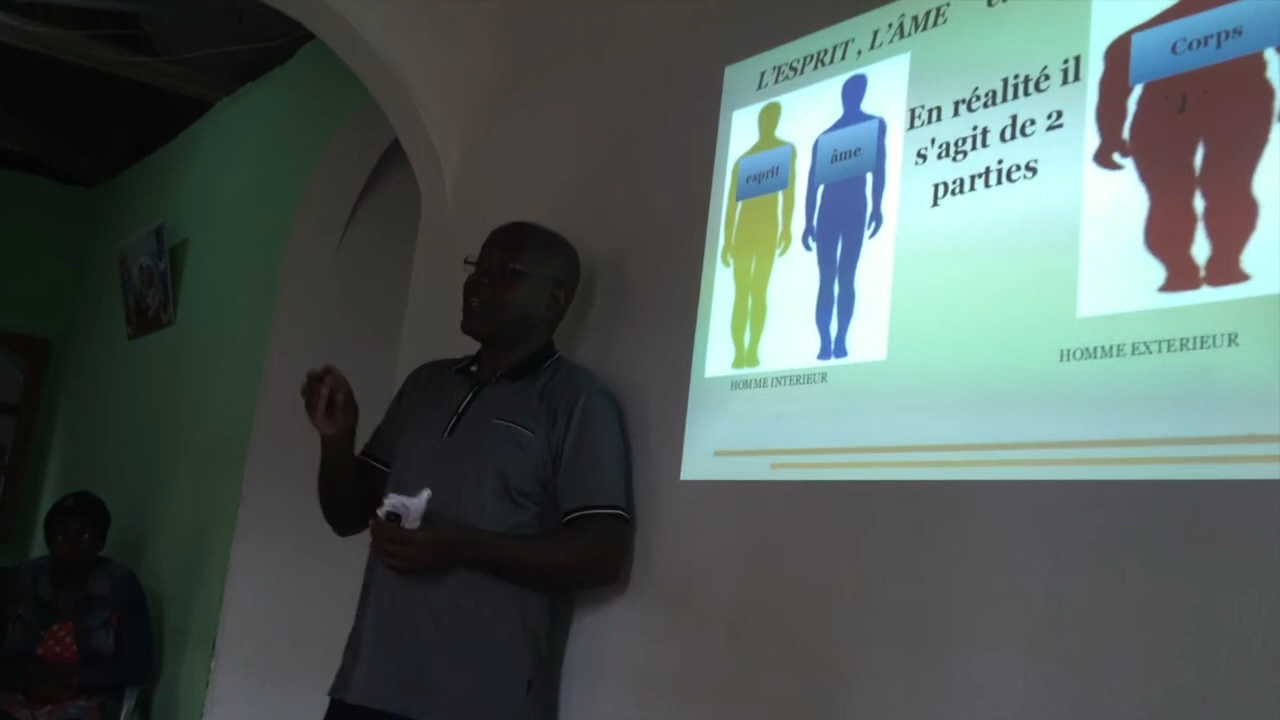 L'ESPRIT, L'ÂME
esprit
âme
En réalité il
s'agit de 2
parties
Corps
HOMME INTERIEUR
HOMME EXTERIEUR